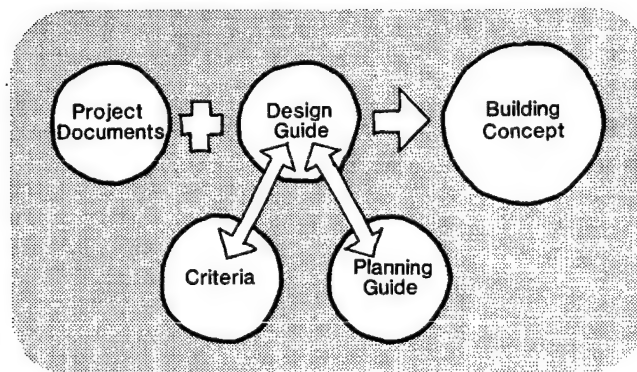 Project
Documents
Design
Guide
Building
Concept
Criteria
Planning
Guide